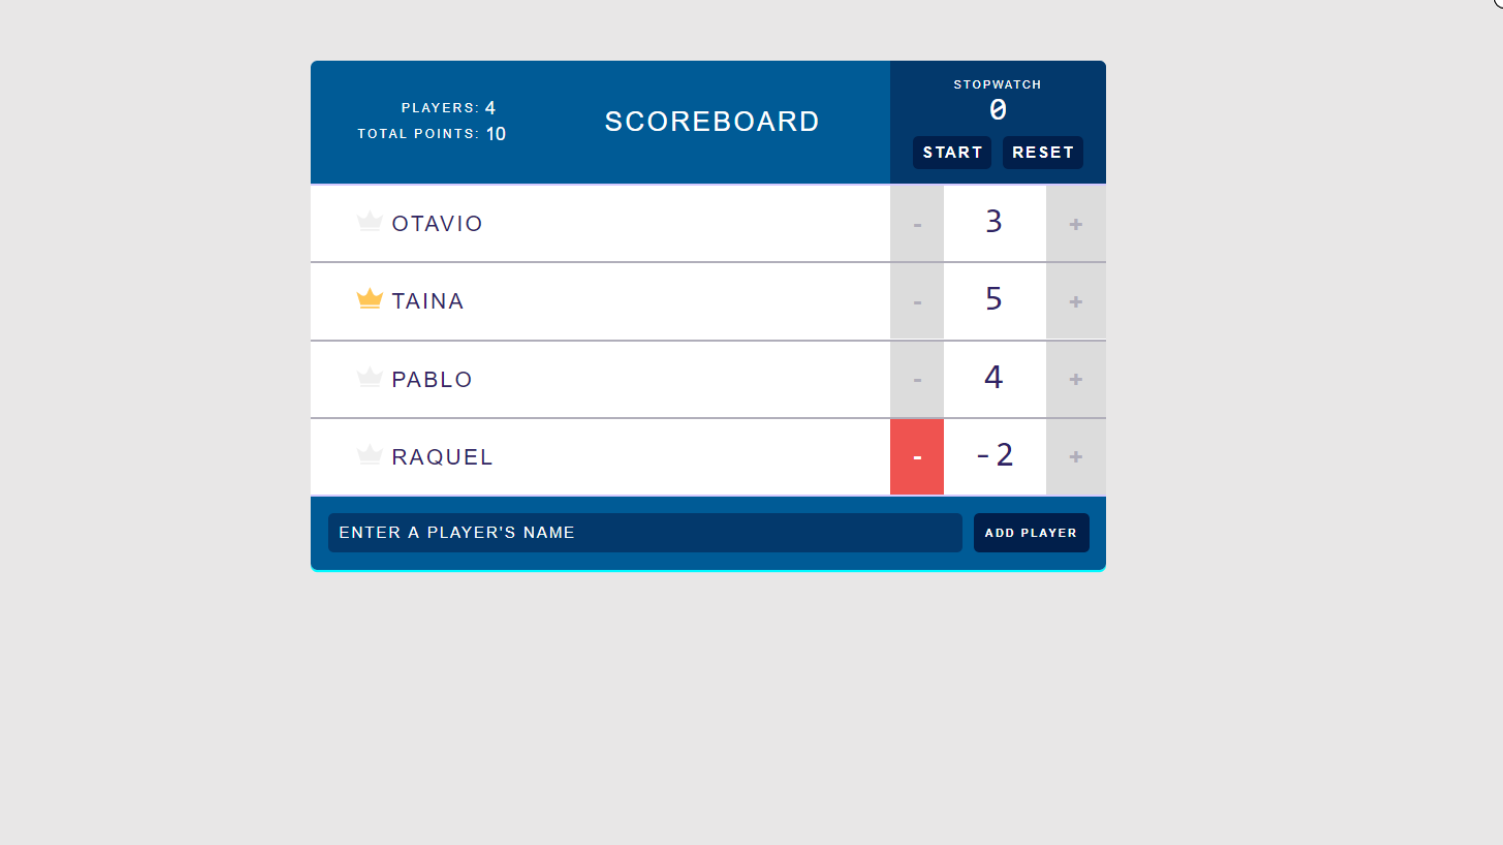 PLAYERS: 4
TOTAL POINTS: 10
SCOREBOARD
STOPWATCH
0
START RESET
OTAVIO - 3 +
TAINA - 5 +
PABLO - 4 +
RAQUEL - -2 +
ENTER A PLAYER'S NAME ADD PLAYER